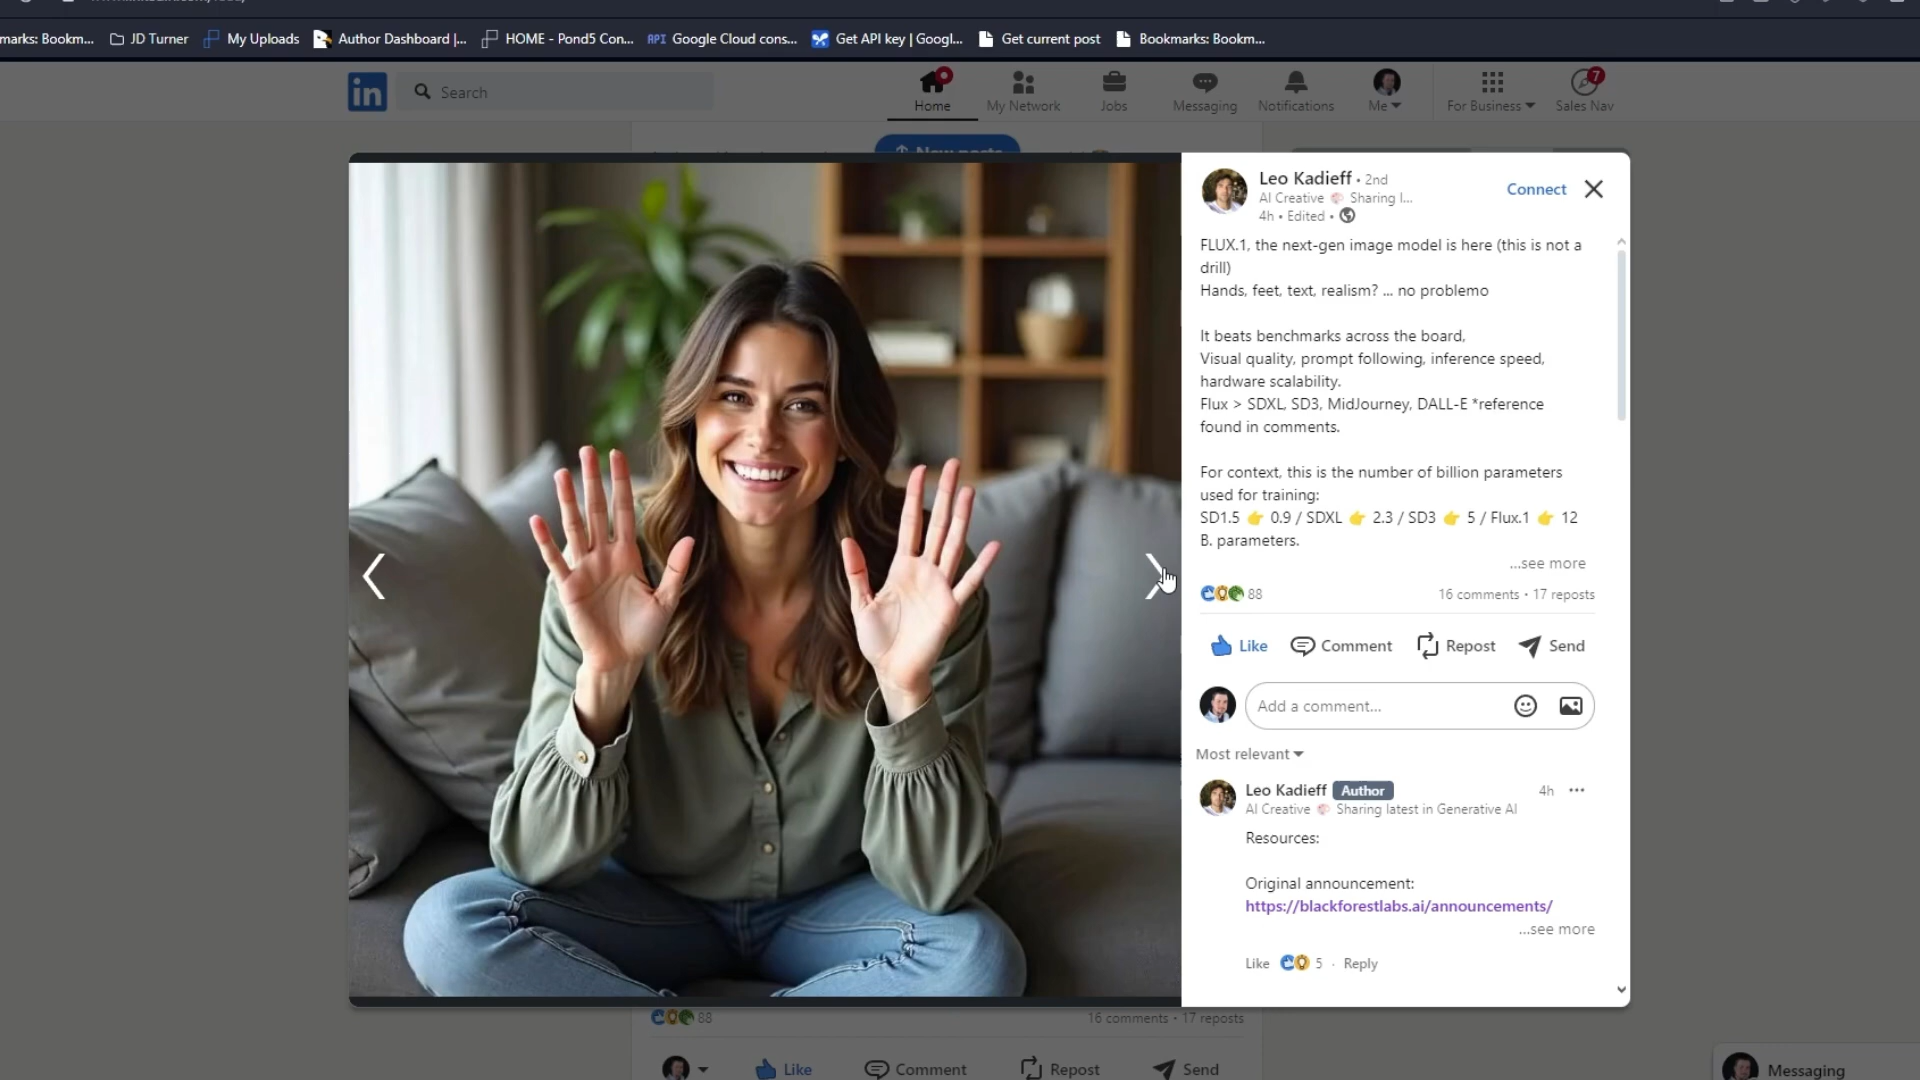 marks: Bookm...
JD Turner
My Uploads
Author Dashboard |...
HOME - Pond5 Con...
API Google Cloud cons...
Get API key | Googl...
Get current post
Bookmarks: Bookm...
in
Search
Home
My Network
Jobs
Messaging
Notifications
Me
For Business
7
Sales Nav
New posts
Leo Kadieff • 2nd
AI Creative Sharing l...
4h • Edited •
Connect
FLUX.1, the next-gen image model is here (this is not a
drill)
Hands, feet, text, realism? ... no problemo
It beats benchmarks across the board,
Visual quality, prompt following, inference speed,
hardware scalability.
Flux > SDXL, SD3, MidJourney, DALL-E *reference
found in comments.
For context, this is the number of billion parameters
used for training:
SD1.5 👉 0.9 / SDXL 👉 2.3 / SD3 👉 5 / Flux.1 👉 12
B. parameters.
...see more
88
16 comments • 17 reposts
Like
Comment
Repost
Send
Add a comment...
Most relevant
Leo Kadieff Author
4h
AI Creative Sharing latest in Generative AI
Resources:
Original announcement:
https://blackforestlabs.ai/announcements/
...see more
Like 5 · Reply
88
16 comments • 17 reposts
Like
Comment
Repost
Send
Messaging